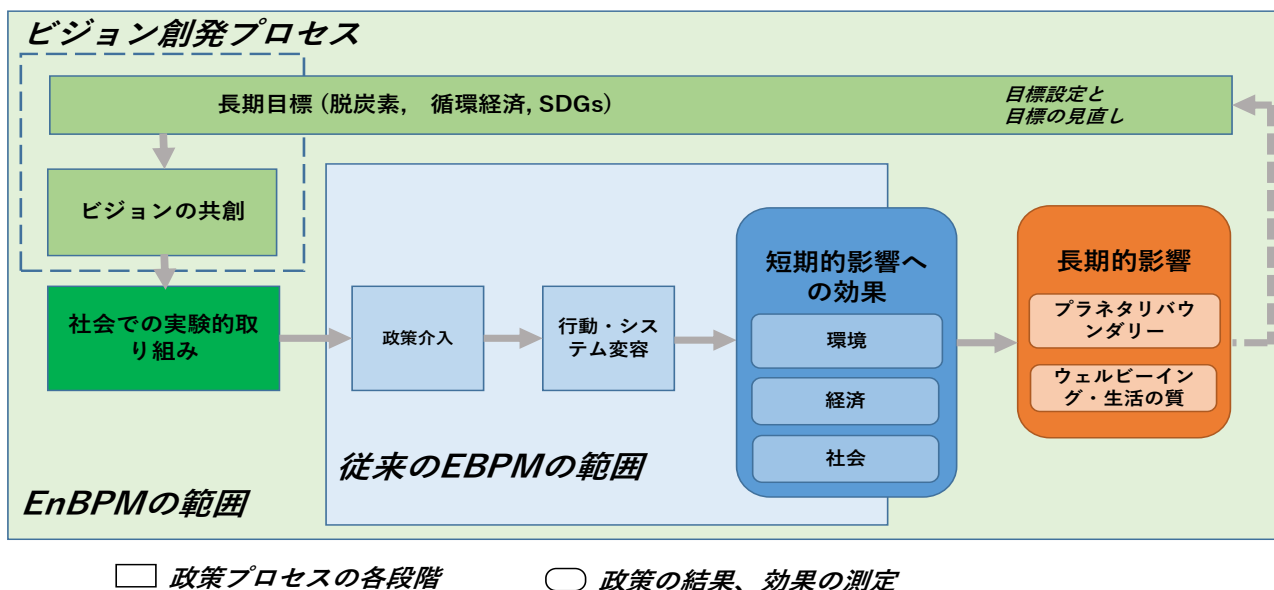 ビジョン創発プロセス
長期目標 (脱炭素, 循環経済, SDGs)
目標設定と
目標の見直し
ビジョンの共創
社会での実験的取
り組み
政策介入
行動・シス
テム変容
短期的影響へ
の効果
環境
経済
社会
長期的影響
プラネタリバウ
ンダリー
ウェルビーイン
グ・生活の質
従来のEBPMの範囲
EnBPMの範囲
政策プロセスの各段階
政策の結果、効果の測定